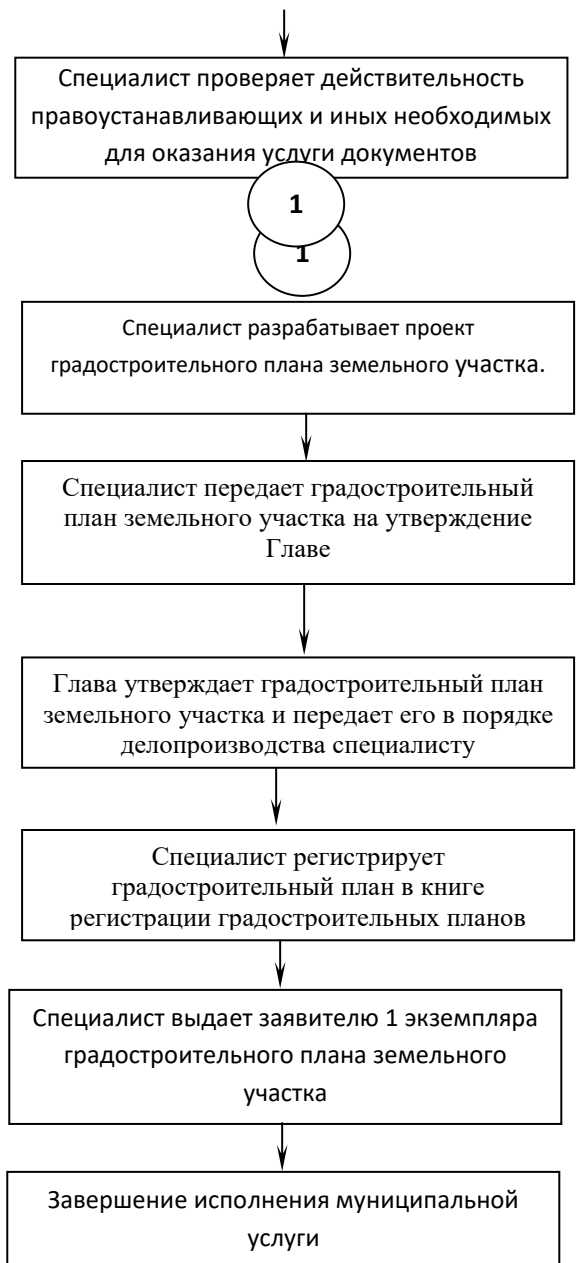 Специалист проверяет действительность
правоустанавливающих и иных необходимых
для оказания услуги документов
1
1
Специалист разрабатывает проект
градостроительного плана земельного участка.
Специалист передает градостроительный
план земельного участка на утверждение
Главе
Глава утверждает градостроительный план
земельного участка и передает его в порядке
делопроизводства специалисту
Специалист регистрирует
градостроительный план в книге
регистрации градостроительных планов
Специалист выдает заявителю 1 экземпляра
градостроительного плана земельного
участка
Завершение исполнения муниципальной
услуги